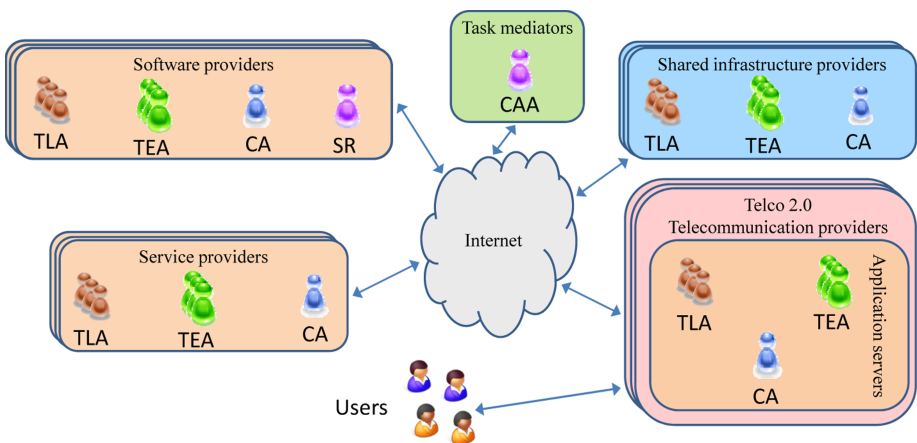 Task mediators
CAA
Software providers
TLA
TEA
CA
SR
Shared infrastructure providers
TLA
TEA
CA
Internet
Service providers
TLA
TEA
CA
Telco 2.0
Telecommunication providers
Application servers
TLA
TEA
CA
Users